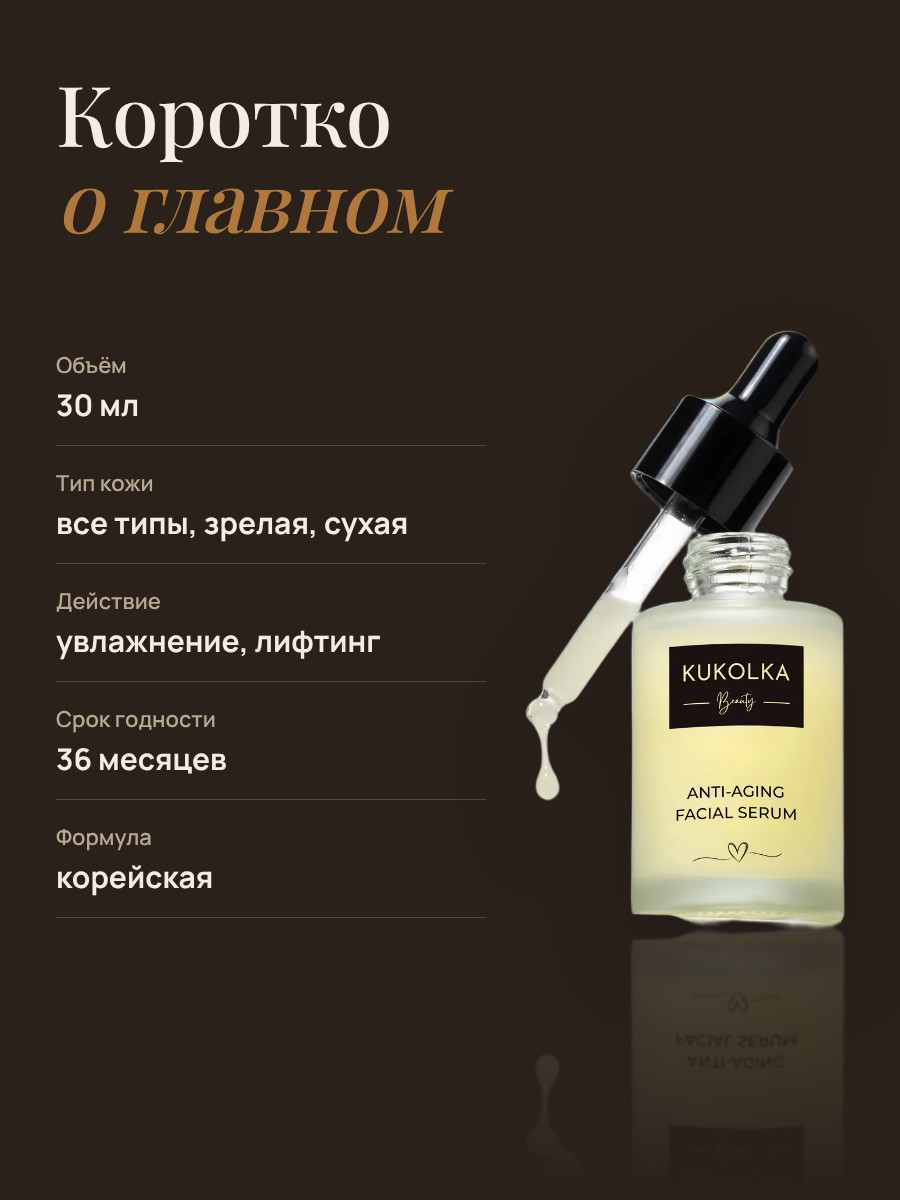 Коротко
о главном
Объём
30 мл
Тип кожи
все типы, зрелая, сухая
Действие
увлажнение, лифтинг
Срок годности
36 месяцев
Формула
корейская
KUKOLKA
Beauty
ANTI-AGING
FACIAL SERUM